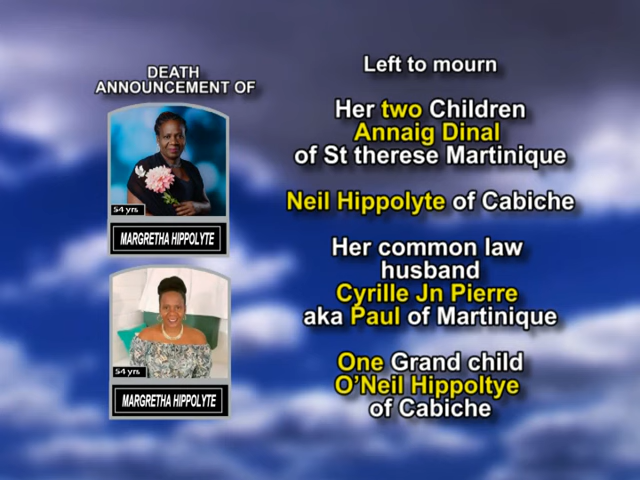 DEATH
ANNOUNCEMENT OF
54 yrs
MARGRETHA HIPPOLYTE
54 yrs
MARGRETHA HIPPOLYTE
Left to mourn
Her two Children
Annaig Dinal
of St therese Martinique
Neil Hippolyte of Cabiche
Her common law
husband
Cyrille Jn Pierre
aka Paul of Martinique
One Grand child
O'Neil Hippoltye
of Cabiche